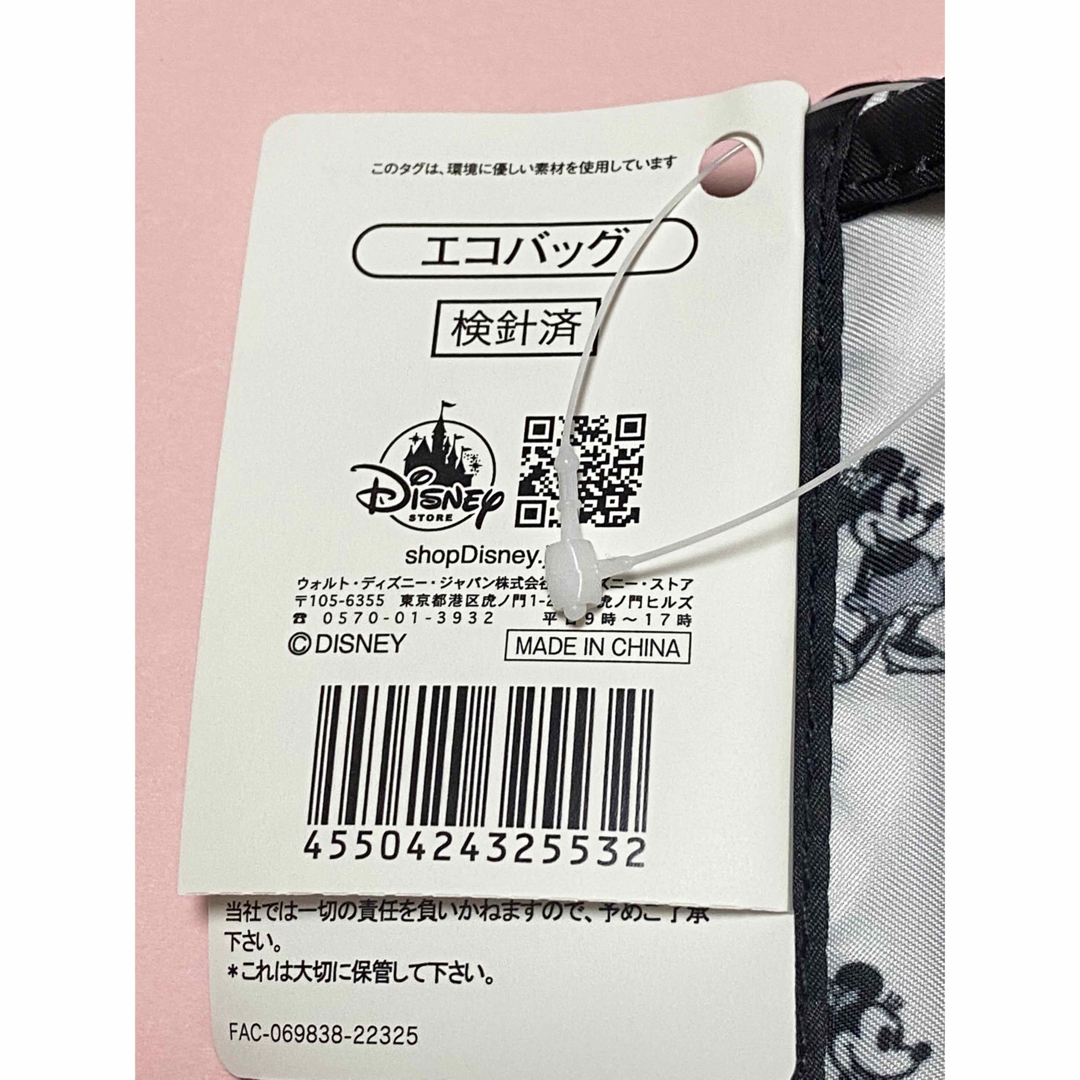 このタグは、環境に優しい素材を使用しています
エコバッグ
検針済
Disney
STORE
shopDisney.
ウォルト・ディズニー・ジャパン株式会 ズニー・ストア
〒105-6355 東京都港区虎ノ門1-2 虎ノ門ヒルズ
☎ 0570-01-3932 平日9時～17時
©DISNEY MADE IN CHINA
4550424325532
当社では一切の責任を負いかねますので、予めご了承
下さい。
*これは大切に保管して下さい。
FAC-069838-22325